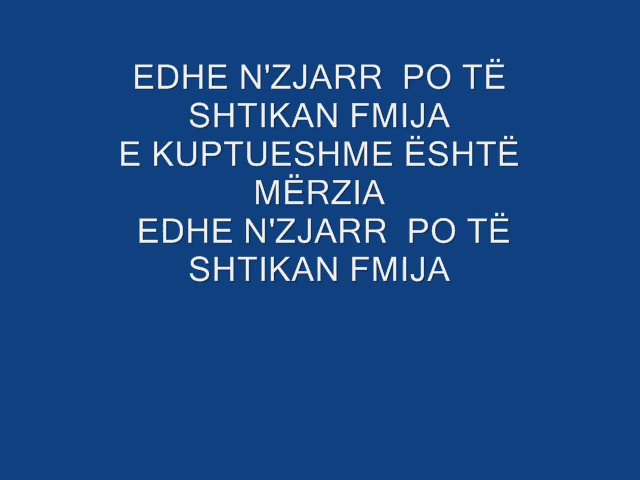 EDHE N'ZJARR  PO TË
SHTIKAN FMIJA
E KUPTUESHME ËSHTË
MËRZIA
EDHE N'ZJARR  PO TË
SHTIKAN FMIJA